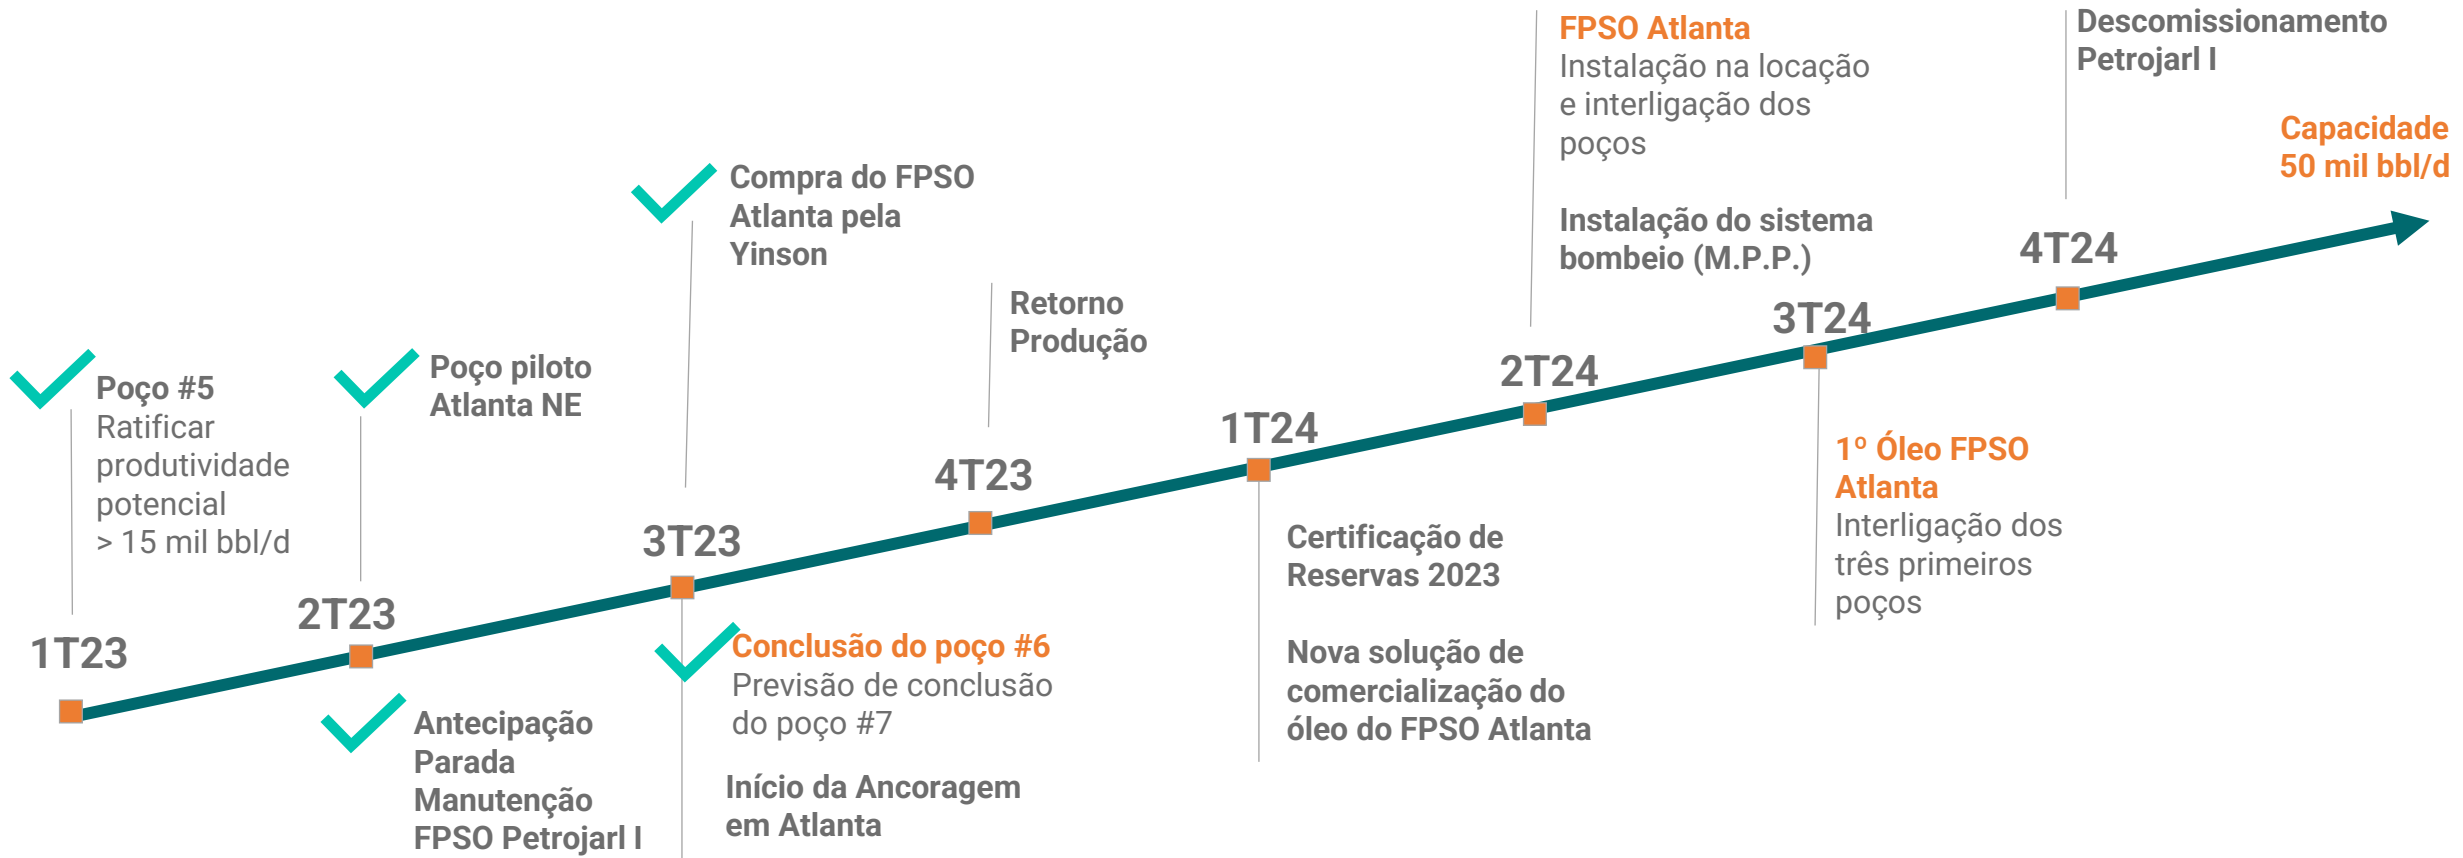 Poço #5
Ratificar
produtividade
potencial
> 15 mil bbl/d
1T23
Poço piloto
Atlanta NE
2T23
Antecipação
Parada
Manutenção
FPSO Petrojarl I
Compra do FPSO
Atlanta pela
Yinson
3T23
Conclusão do poço #6
Previsão de conclusão
do poço #7
Início da Ancoragem
em Atlanta
Retorno
Produção
4T23
1T24
Certificação de
Reservas 2023
Nova solução de
comercialização do
óleo do FPSO Atlanta
FPSO Atlanta
Instalação na locação
e interligação dos
poços
Instalação do sistema
bombeio (M.P.P.)
2T24
3T24
1º Óleo FPSO
Atlanta
Interligação dos
três primeiros
poços
Descomissionamento
Petrojarl I
4T24
Capacidade
50 mil bbl/d